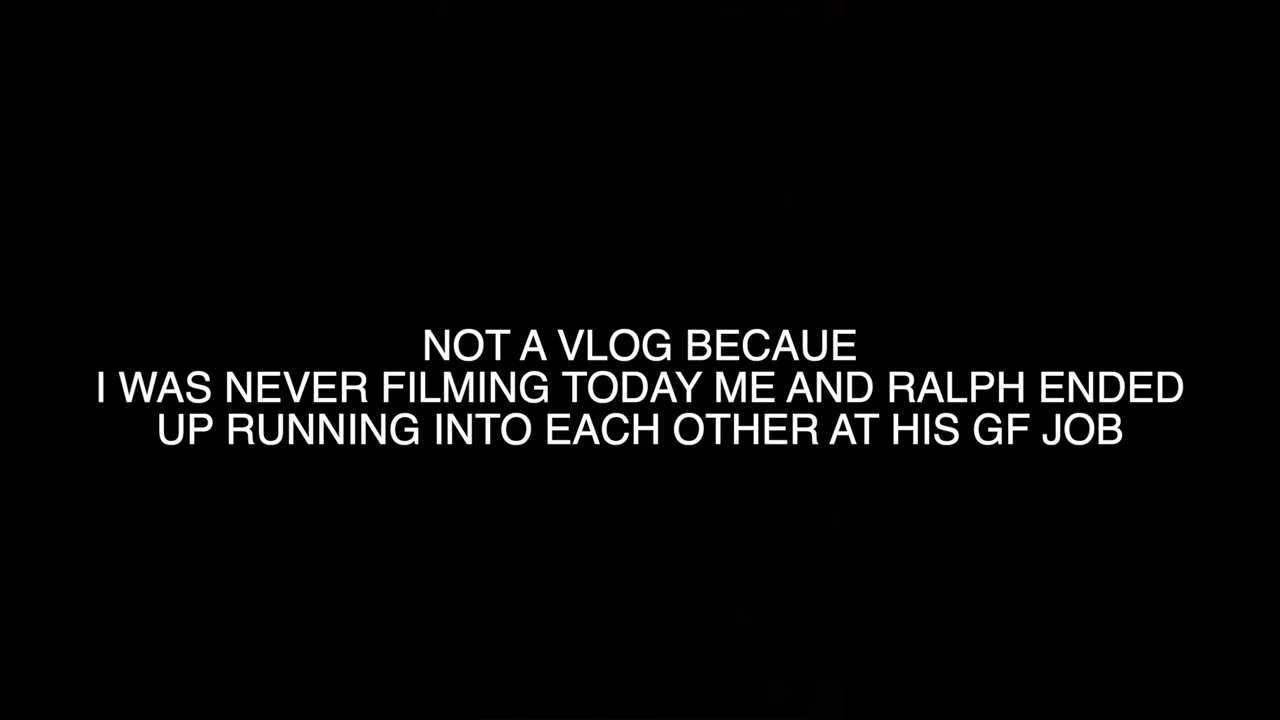 NOT A VLOG BECAUE
I WAS NEVER FILMING TODAY ME AND RALPH ENDED
UP RUNNING INTO EACH OTHER AT HIS GF JOB